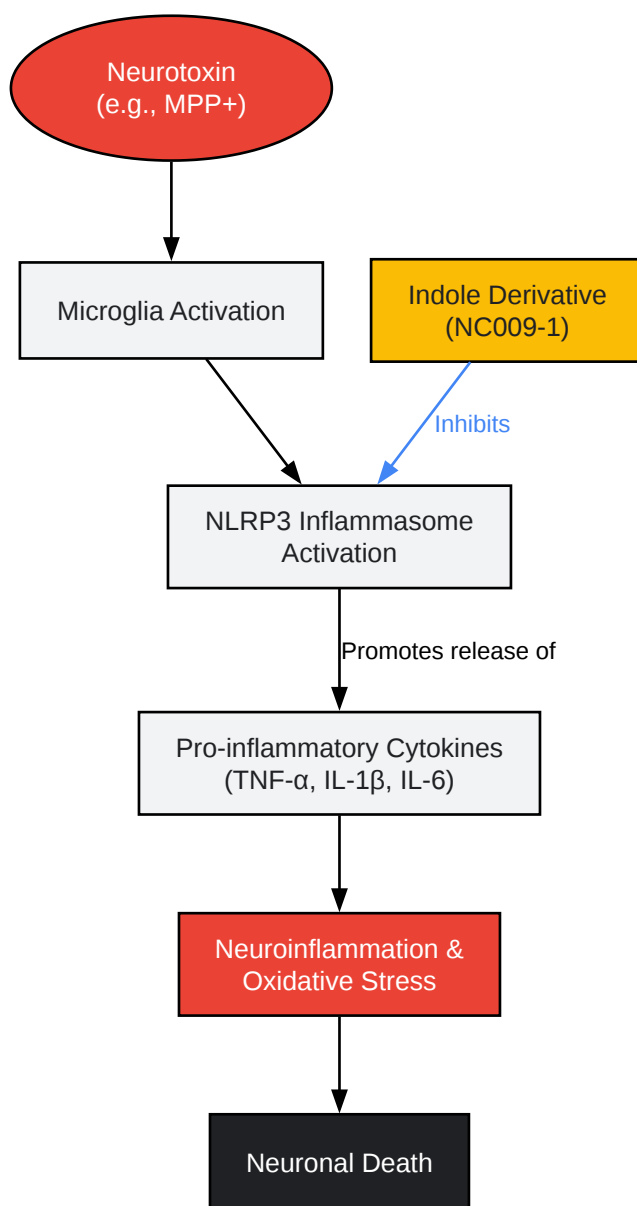 Neurotoxin
(e.g., MPP+)
Microglia Activation
Indole Derivative
(NC009-1)
Inhibits
NLRP3 Inflammasome
Activation
Promotes release of
Pro-inflammatory Cytokines
(TNF-α, IL-1β, IL-6)
Neuroinflammation &
Oxidative Stress
Neuronal Death